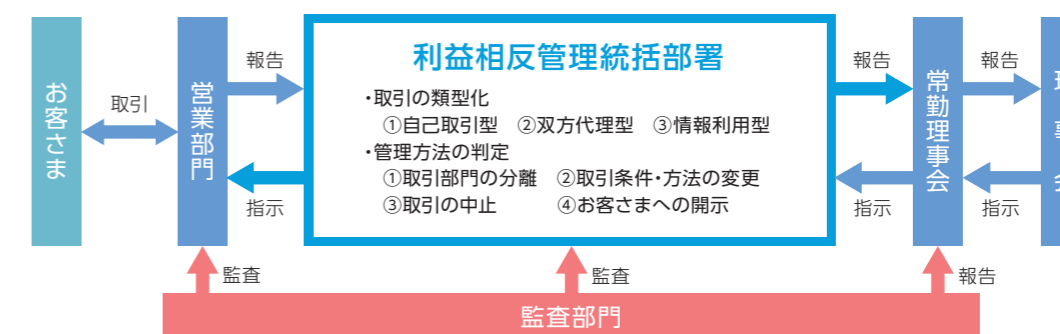 お客さま
取引
営業部門
報告
指示
利益相反管理統括部署
・取引の類型化
①自己取引型 ②双方代理型 ③情報利用型
・管理方法の判定
①取引部門の分離 ②取引条件・方法の変更
③取引の中止 ④お客さまへの開示
報告
指示
常勤理事会
報告
指示
監査
監査
報告
監査部門